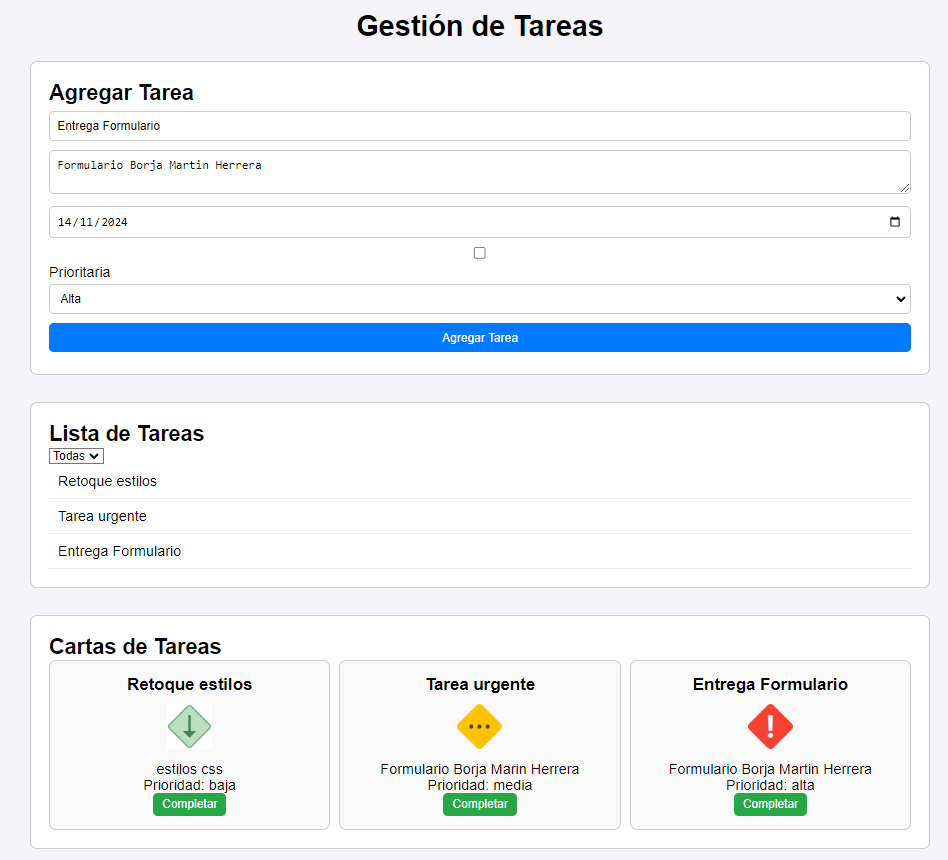 Gestión de Tareas
Agregar Tarea
Entrega Formulario
Formulario Borja Martin Herrera
14/11/2024
Prioritaria
Alta
Agregar Tarea
Lista de Tareas
Todas
Retoque estilos
Tarea urgente
Entrega Formulario
Cartas de Tareas
Retoque estilos
estilos css
Prioridad: baja
Completar
Tarea urgente
Formulario Borja Marin Herrera
Prioridad: media
Completar
Entrega Formulario
Formulario Borja Martin Herrera
Prioridad: alta
Completar